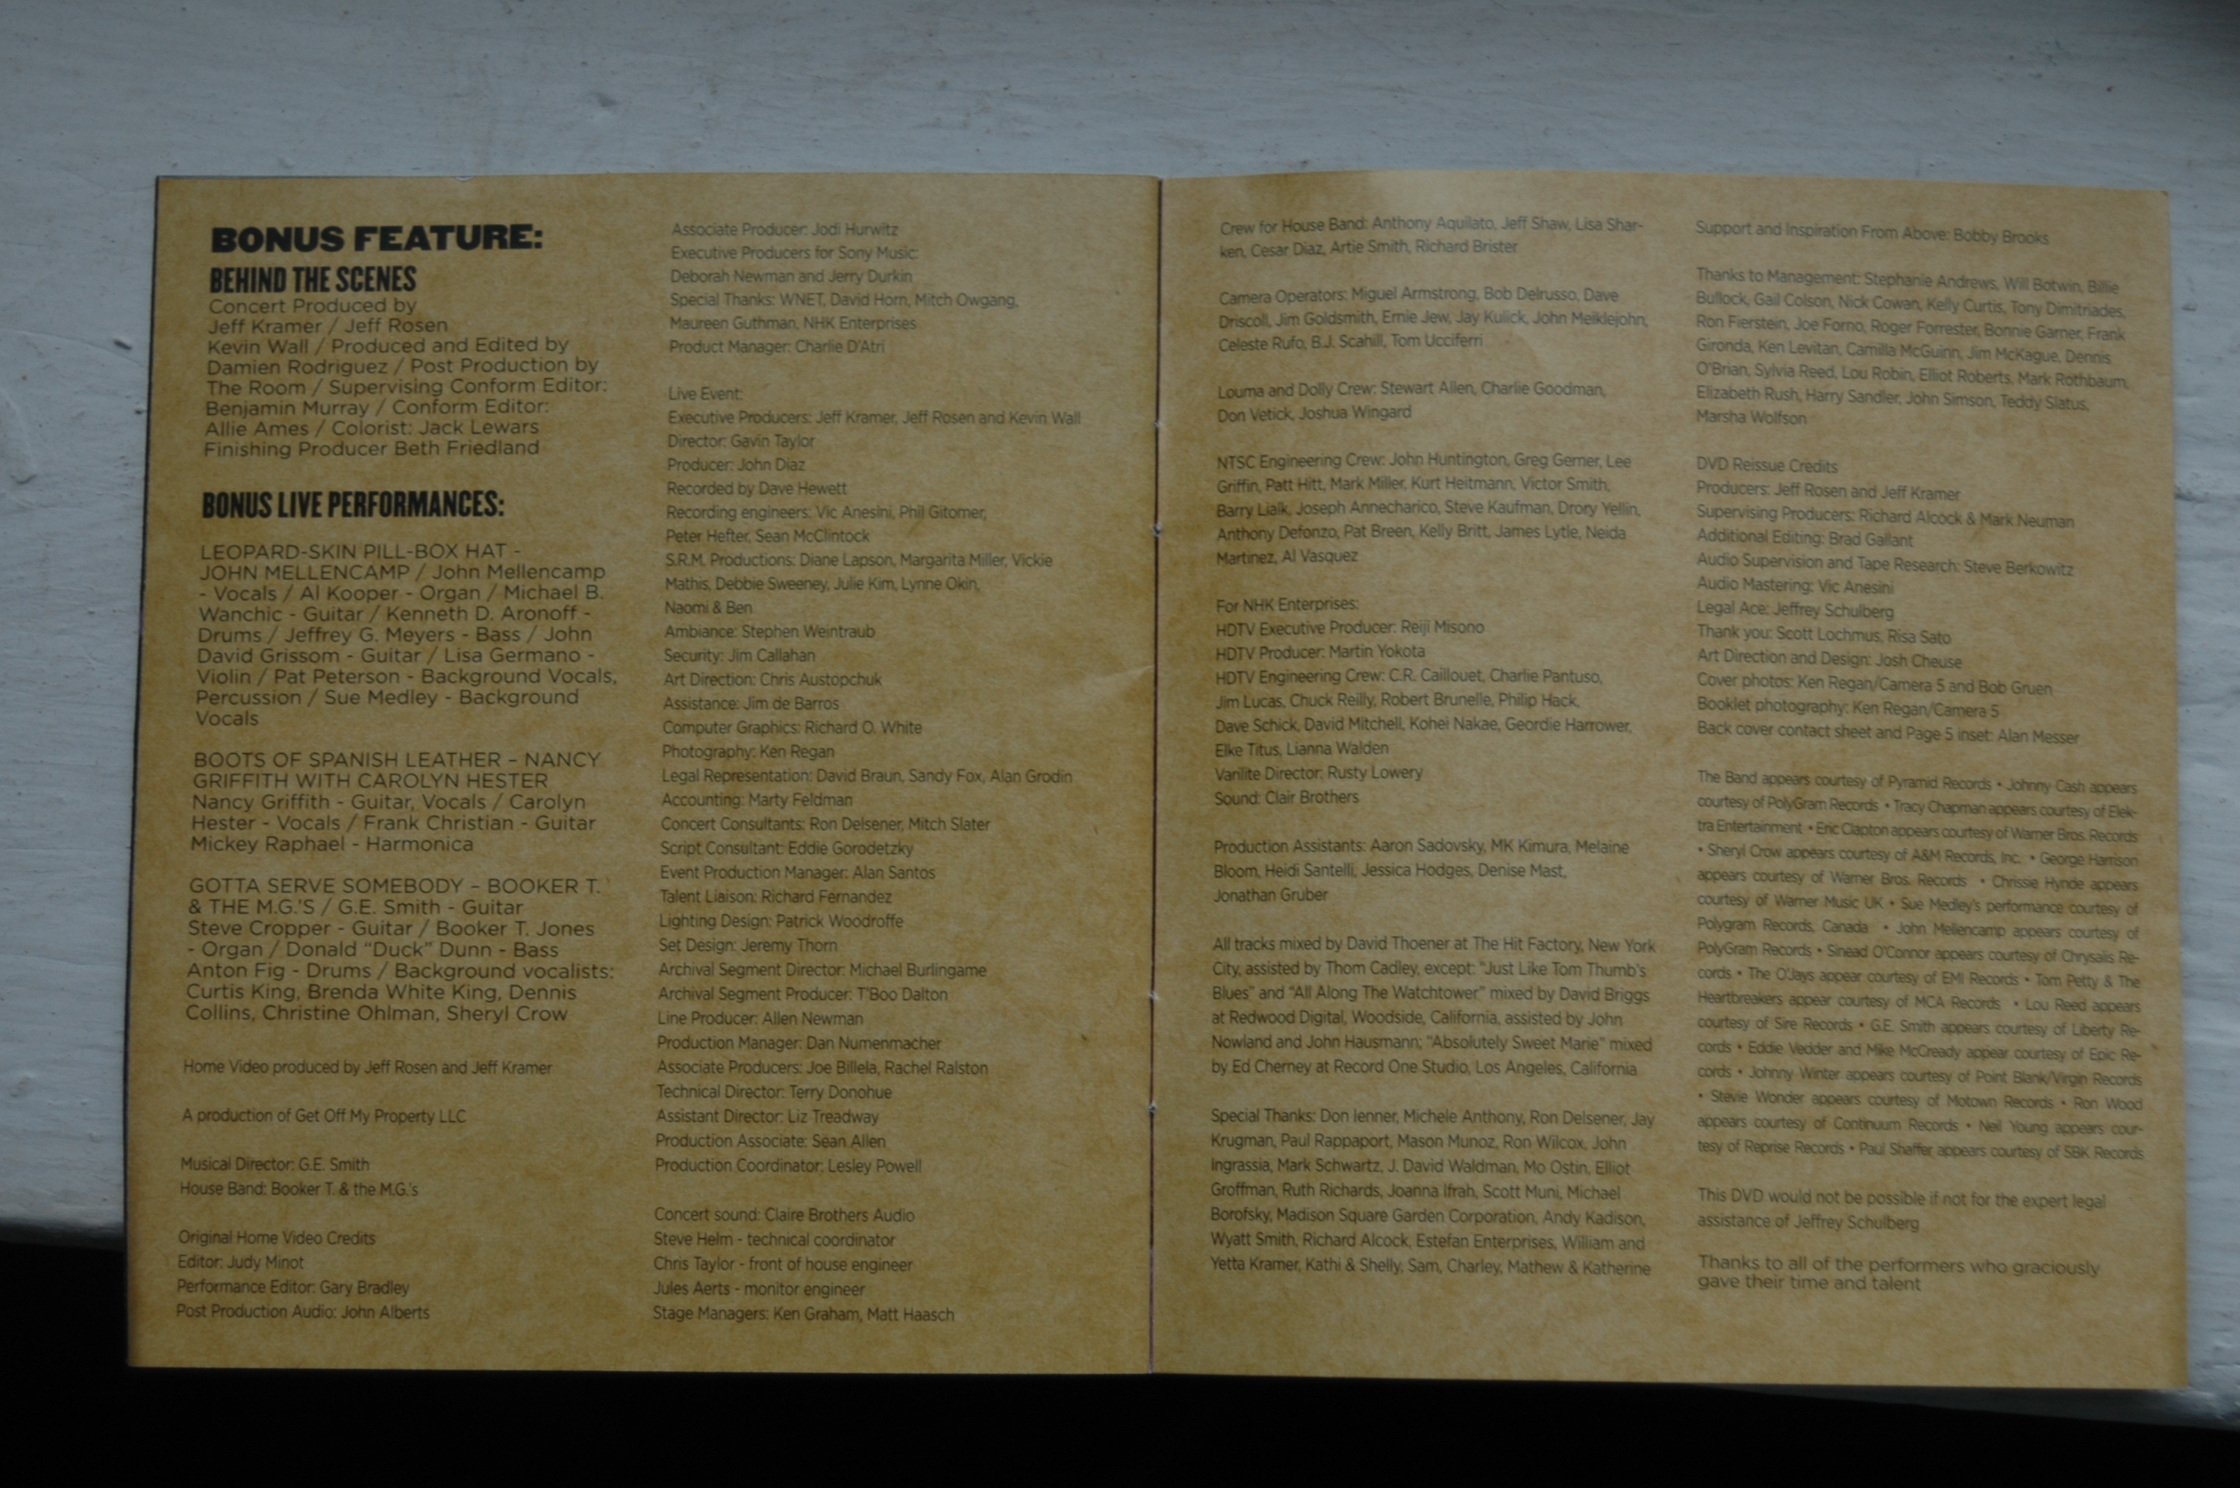 BONUS FEATURE:
BEHIND THE SCENES
Concert Produced by
Jeff Kramer / Jeff Rosen
Kevin Wall / Produced and Edited by
Damien Rodriguez / Post Production by
The Room / Supervising Conform Editor:
Benjamin Murray / Conform Editor:
Allie Ames / Colorist: Jack Lewars
Finishing Producer Beth Friedland
BONUS LIVE PERFORMANCES:
LEOPARD-SKIN PILL-BOX HAT -
JOHN MELLENCAMP / John Mellencamp
- Vocals / Al Kooper - Organ / Michael B.
Wanchic - Guitar / Kenneth D. Aronoff -
Drums / Jeffrey G. Meyers - Bass / John
David Grissom - Guitar / Lisa Germano -
Violin / Pat Peterson - Background Vocals,
Percussion / Sue Medley - Background
Vocals
BOOTS OF SPANISH LEATHER – NANCY
GRIFFITH WITH CAROLYN HESTER
Nancy Griffith - Guitar, Vocals / Carolyn
Hester - Vocals / Frank Christian - Guitar
Mickey Raphael - Harmonica
GOTTA SERVE SOMEBODY – BOOKER T.
& THE M.G.'S / G.E. Smith - Guitar
Steve Cropper - Guitar / Booker T. Jones
- Organ / Donald “Duck” Dunn - Bass
Anton Fig - Drums / Background vocalists:
Curtis King, Brenda White King, Dennis
Collins, Christine Ohlman, Sheryl Crow
Home Video produced by Jeff Rosen and Jeff Kramer
A production of Get Off My Property LLC
Musical Director: G.E. Smith
House Band: Booker T. & the M.G.'s
Original Home Video Credits
Editor: Judy Minot
Performance Editor: Gary Bradley
Post Production Audio: John Alberts
Associate Producer: Jodi Hurwitz
Executive Producers for Sony Music:
Deborah Newman and Jerry Durkin
Special Thanks: WNET, David Horn, Mitch Owgang,
Maureen Guthman, NHK Enterprises
Product Manager: Charlie D'Atri
Live Event:
Executive Producers: Jeff Kramer, Jeff Rosen and Kevin Wall
Director: Gavin Taylor
Producer: John Diaz
Recorded by Dave Hewett
Recording engineers: Vic Anesini, Phil Gitomer,
Peter Hefter, Sean McClintock
S.R.M. Productions: Diane Lapson, Margarita Miller, Vickie
Mathis, Debbie Sweeney, Julie Kim, Lynne Okin,
Naomi & Ben
Ambiance: Stephen Weintraub
Security: Jim Callahan
Art Direction: Chris Austopchuk
Assistance: Jim de Barros
Computer Graphics: Richard O. White
Photography: Ken Regan
Legal Representation: David Braun, Sandy Fox, Alan Grodin
Accounting: Marty Feldman
Concert Consultants: Ron Delsener, Mitch Slater
Script Consultant: Eddie Gorodetzky
Event Production Manager: Alan Santos
Talent Liaison: Richard Fernandez
Lighting Design: Patrick Woodroffe
Set Design: Jeremy Thorn
Archival Segment Director: Michael Burlingame
Archival Segment Producer: T'Boo Dalton
Line Producer: Allen Newman
Production Manager: Dan Numenmacher
Associate Producers: Joe Billela, Rachel Ralston
Technical Director: Terry Donohue
Assistant Director: Liz Treadway
Production Associate: Sean Allen
Production Coordinator: Lesley Powell
Concert sound: Claire Brothers Audio
Steve Helm - technical coordinator
Chris Taylor - front of house engineer
Jules Aerts - monitor engineer
Stage Managers: Ken Graham, Matt Haasch
Crew for House Band: Anthony Aquilato, Jeff Shaw, Lisa Shar-
ken, Cesar Diaz, Artie Smith, Richard Brister
Camera Operators: Miguel Armstrong, Bob Delrusso, Dave
Driscoll, Jim Goldsmith, Ernie Jew, Jay Kulick, John Meiklejohn,
Celeste Rufo, B.J. Scahill, Tom Ucciferri
Louma and Dolly Crew: Stewart Allen, Charlie Goodman,
Don Vetick, Joshua Wingard
NTSC Engineering Crew: John Huntington, Greg Gerner, Lee
Griffin, Patt Hitt, Mark Miller, Kurt Heitmann, Victor Smith,
Barry Lialk, Joseph Annecharico, Steve Kaufman, Drory Yellin,
Anthony Defonzo, Pat Breen, Kelly Britt, James Lytle, Neida
Martinez, Al Vasquez
For NHK Enterprises:
HDTV Executive Producer: Reiji Misono
HDTV Producer: Martin Yokota
HDTV Engineering Crew: C.R. Caillouet, Charlie Pantuso,
Jim Lucas, Chuck Reilly, Robert Brunelle, Philip Hack,
Dave Schick, David Mitchell, Kohei Nakae, Geordie Harrower,
Elke Titus, Lianna Walden
Varilite Director: Rusty Lowery
Sound: Clair Brothers
Production Assistants: Aaron Sadovsky, MK Kimura, Melaine
Bloom, Heidi Santelli, Jessica Hodges, Denise Mast,
Jonathan Gruber
All tracks mixed by David Thoener at The Hit Factory, New York
City, assisted by Thom Cadley, except: “Just Like Tom Thumb's
Blues” and “All Along The Watchtower” mixed by David Briggs
at Redwood Digital, Woodside, California, assisted by John
Nowland and John Hausmann; “Absolutely Sweet Marie” mixed
by Ed Cherney at Record One Studio, Los Angeles, California
Special Thanks: Don Ienner, Michele Anthony, Ron Delsener, Jay
Krugman, Paul Rappaport, Mason Munoz, Ron Wilcox, John
Ingrassia, Mark Schwartz, J. David Waldman, Mo Ostin, Elliot
Groffman, Ruth Richards, Joanna Ifrah, Scott Muni, Michael
Borofsky, Madison Square Garden Corporation, Andy Kadison,
Wyatt Smith, Richard Alcock, Estefan Enterprises, William and
Yetta Kramer, Kathi & Shelly, Sam, Charley, Mathew & Katherine
Support and Inspiration From Above: Bobby Brooks
Thanks to Management: Stephanie Andrews, Will Botwin, Billie
Bullock, Gail Colson, Nick Cowan, Kelly Curtis, Tony Dimitriades,
Ron Fierstein, Joe Forno, Roger Forrester, Bonnie Garner, Frank
Gironda, Ken Levitan, Camilla McGuinn, Jim McKague, Dennis
O'Brian, Sylvia Reed, Lou Robin, Elliot Roberts, Mark Rothbaum,
Elizabeth Rush, Harry Sandler, John Simson, Teddy Slatus,
Marsha Wolfson
DVD Reissue Credits
Producers: Jeff Rosen and Jeff Kramer
Supervising Producers: Richard Alcock & Mark Neuman
Additional Editing: Brad Gallant
Audio Supervision and Tape Research: Steve Berkowitz
Audio Mastering: Vic Anesini
Legal Ace: Jeffrey Schulberg
Thank you: Scott Lochmus, Risa Sato
Art Direction and Design: Josh Cheuse
Cover photos: Ken Regan/Camera 5 and Bob Gruen
Booklet photography: Ken Regan/Camera 5
Back cover contact sheet and Page 5 inset: Alan Messer
The Band appears courtesy of Pyramid Records • Johnny Cash appears
courtesy of PolyGram Records • Tracy Chapman appears courtesy of Elek-
tra Entertainment • Eric Clapton appears courtesy of Warner Bros. Records
• Sheryl Crow appears courtesy of A&M Records, Inc. • George Harrison
appears courtesy of Warner Bros. Records • Chrissie Hynde appears
courtesy of Warner Music UK • Sue Medley's performance courtesy of
Polygram Records, Canada • John Mellencamp appears courtesy of
PolyGram Records • Sinead O'Connor appears courtesy of Chrysalis Re-
cords • The O'Jays appear courtesy of EMI Records • Tom Petty & The
Heartbreakers appear courtesy of MCA Records • Lou Reed appears
courtesy of Sire Records • G.E. Smith appears courtesy of Liberty Re-
cords • Eddie Vedder and Mike McCready appear courtesy of Epic Re-
cords • Johnny Winter appears courtesy of Point Blank/Virgin Records
• Stevie Wonder appears courtesy of Motown Records • Ron Wood
appears courtesy of Continuum Records • Neil Young appears cour-
tesy of Reprise Records • Paul Shaffer appears courtesy of SBK Records
This DVD would not be possible if not for the expert legal
assistance of Jeffrey Schulberg
Thanks to all of the performers who graciously
gave their time and talent